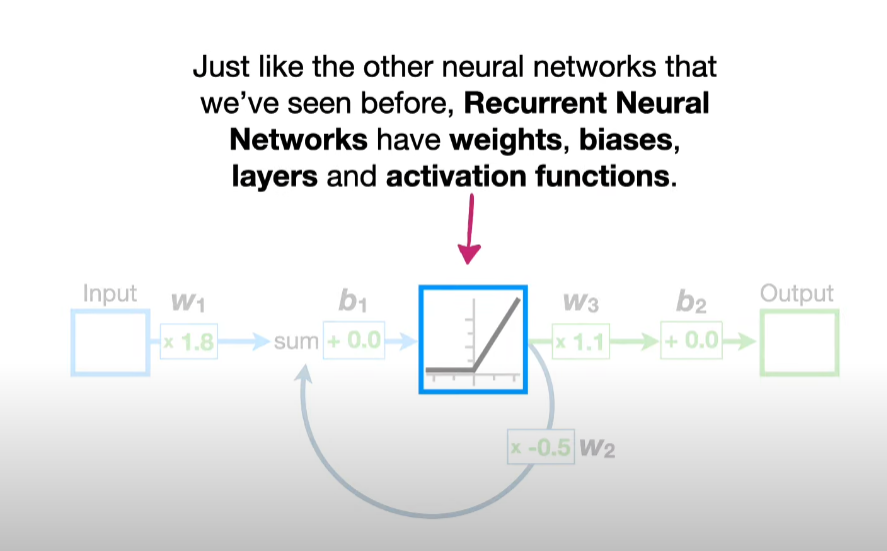 Just like the other neural networks that
we've seen before, Recurrent Neural
Networks have weights, biases,
layers and activation functions.
Input
w1
b1
w3
b2
Output
x 1.8
sum
+ 0.0
x 1.1
+ 0.0
x -0.5
w2